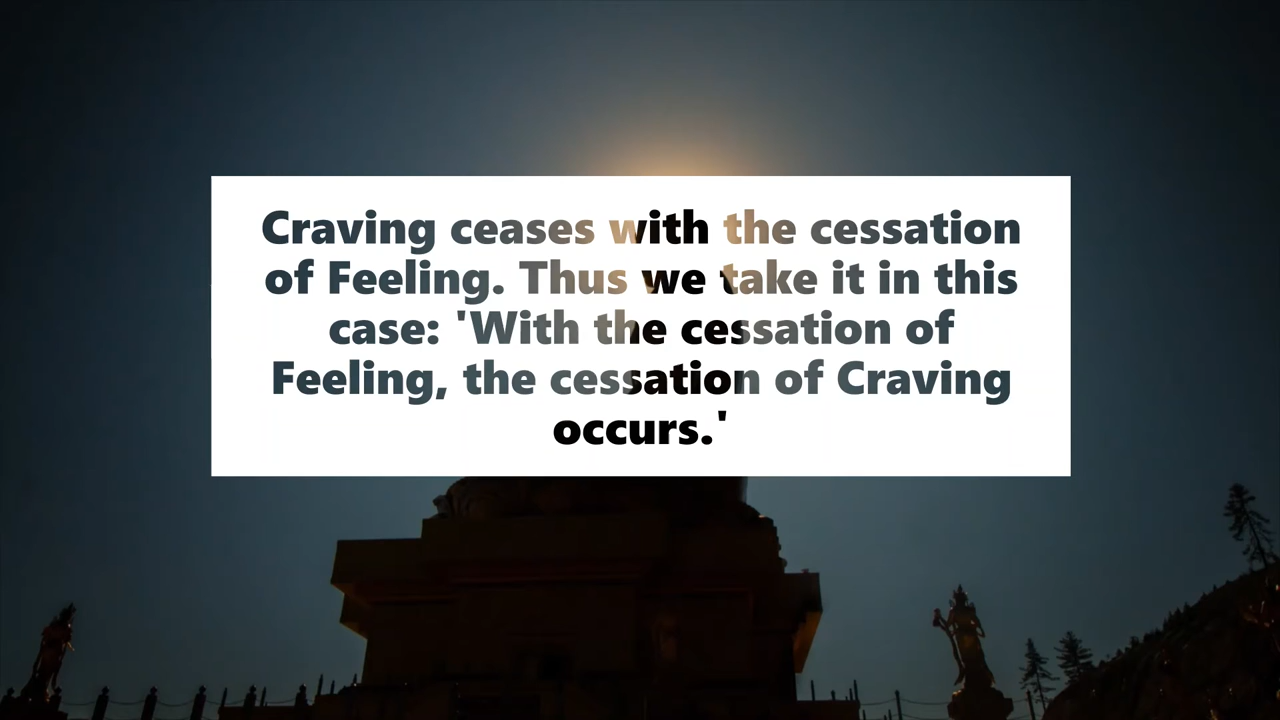 Craving ceases with the cessation
of Feeling. Thus we take it in this
case: 'With the cessation of
Feeling, the cessation of Craving
occurs.'